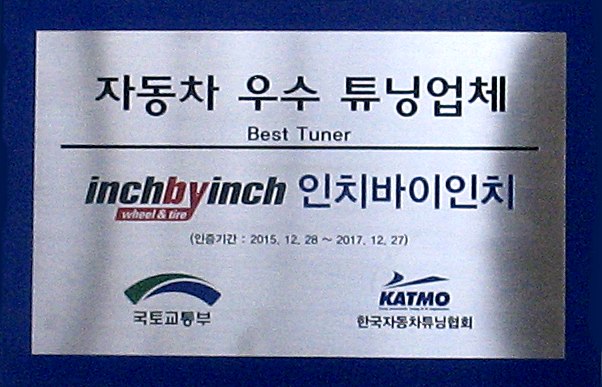 자동차 우수 튜닝업체
Best Tuner
inchbyinch 인치바이인치
wheel & tire
(인증기간 : 2015. 12. 28 ~ 2017. 12. 27)
국토교통부
KATMO
한국자동차튜닝협회